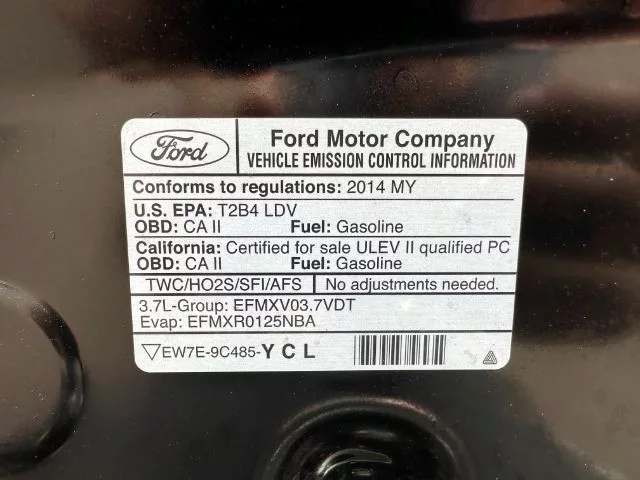 Ford
Ford Motor Company
VEHICLE EMISSION CONTROL INFORMATION
Conforms to regulations: 2014 MY
U.S. EPA: T2B4 LDV
OBD: CA II Fuel: Gasoline
California: Certified for sale ULEV II qualified PC
OBD: CA II Fuel: Gasoline
TWC/HO2S/SFI/AFS No adjustments needed.
3.7L-Group: EFMXV03.7VDT
Evap: EFMXR0125NBA
▽EW7E-9C485-Y C L